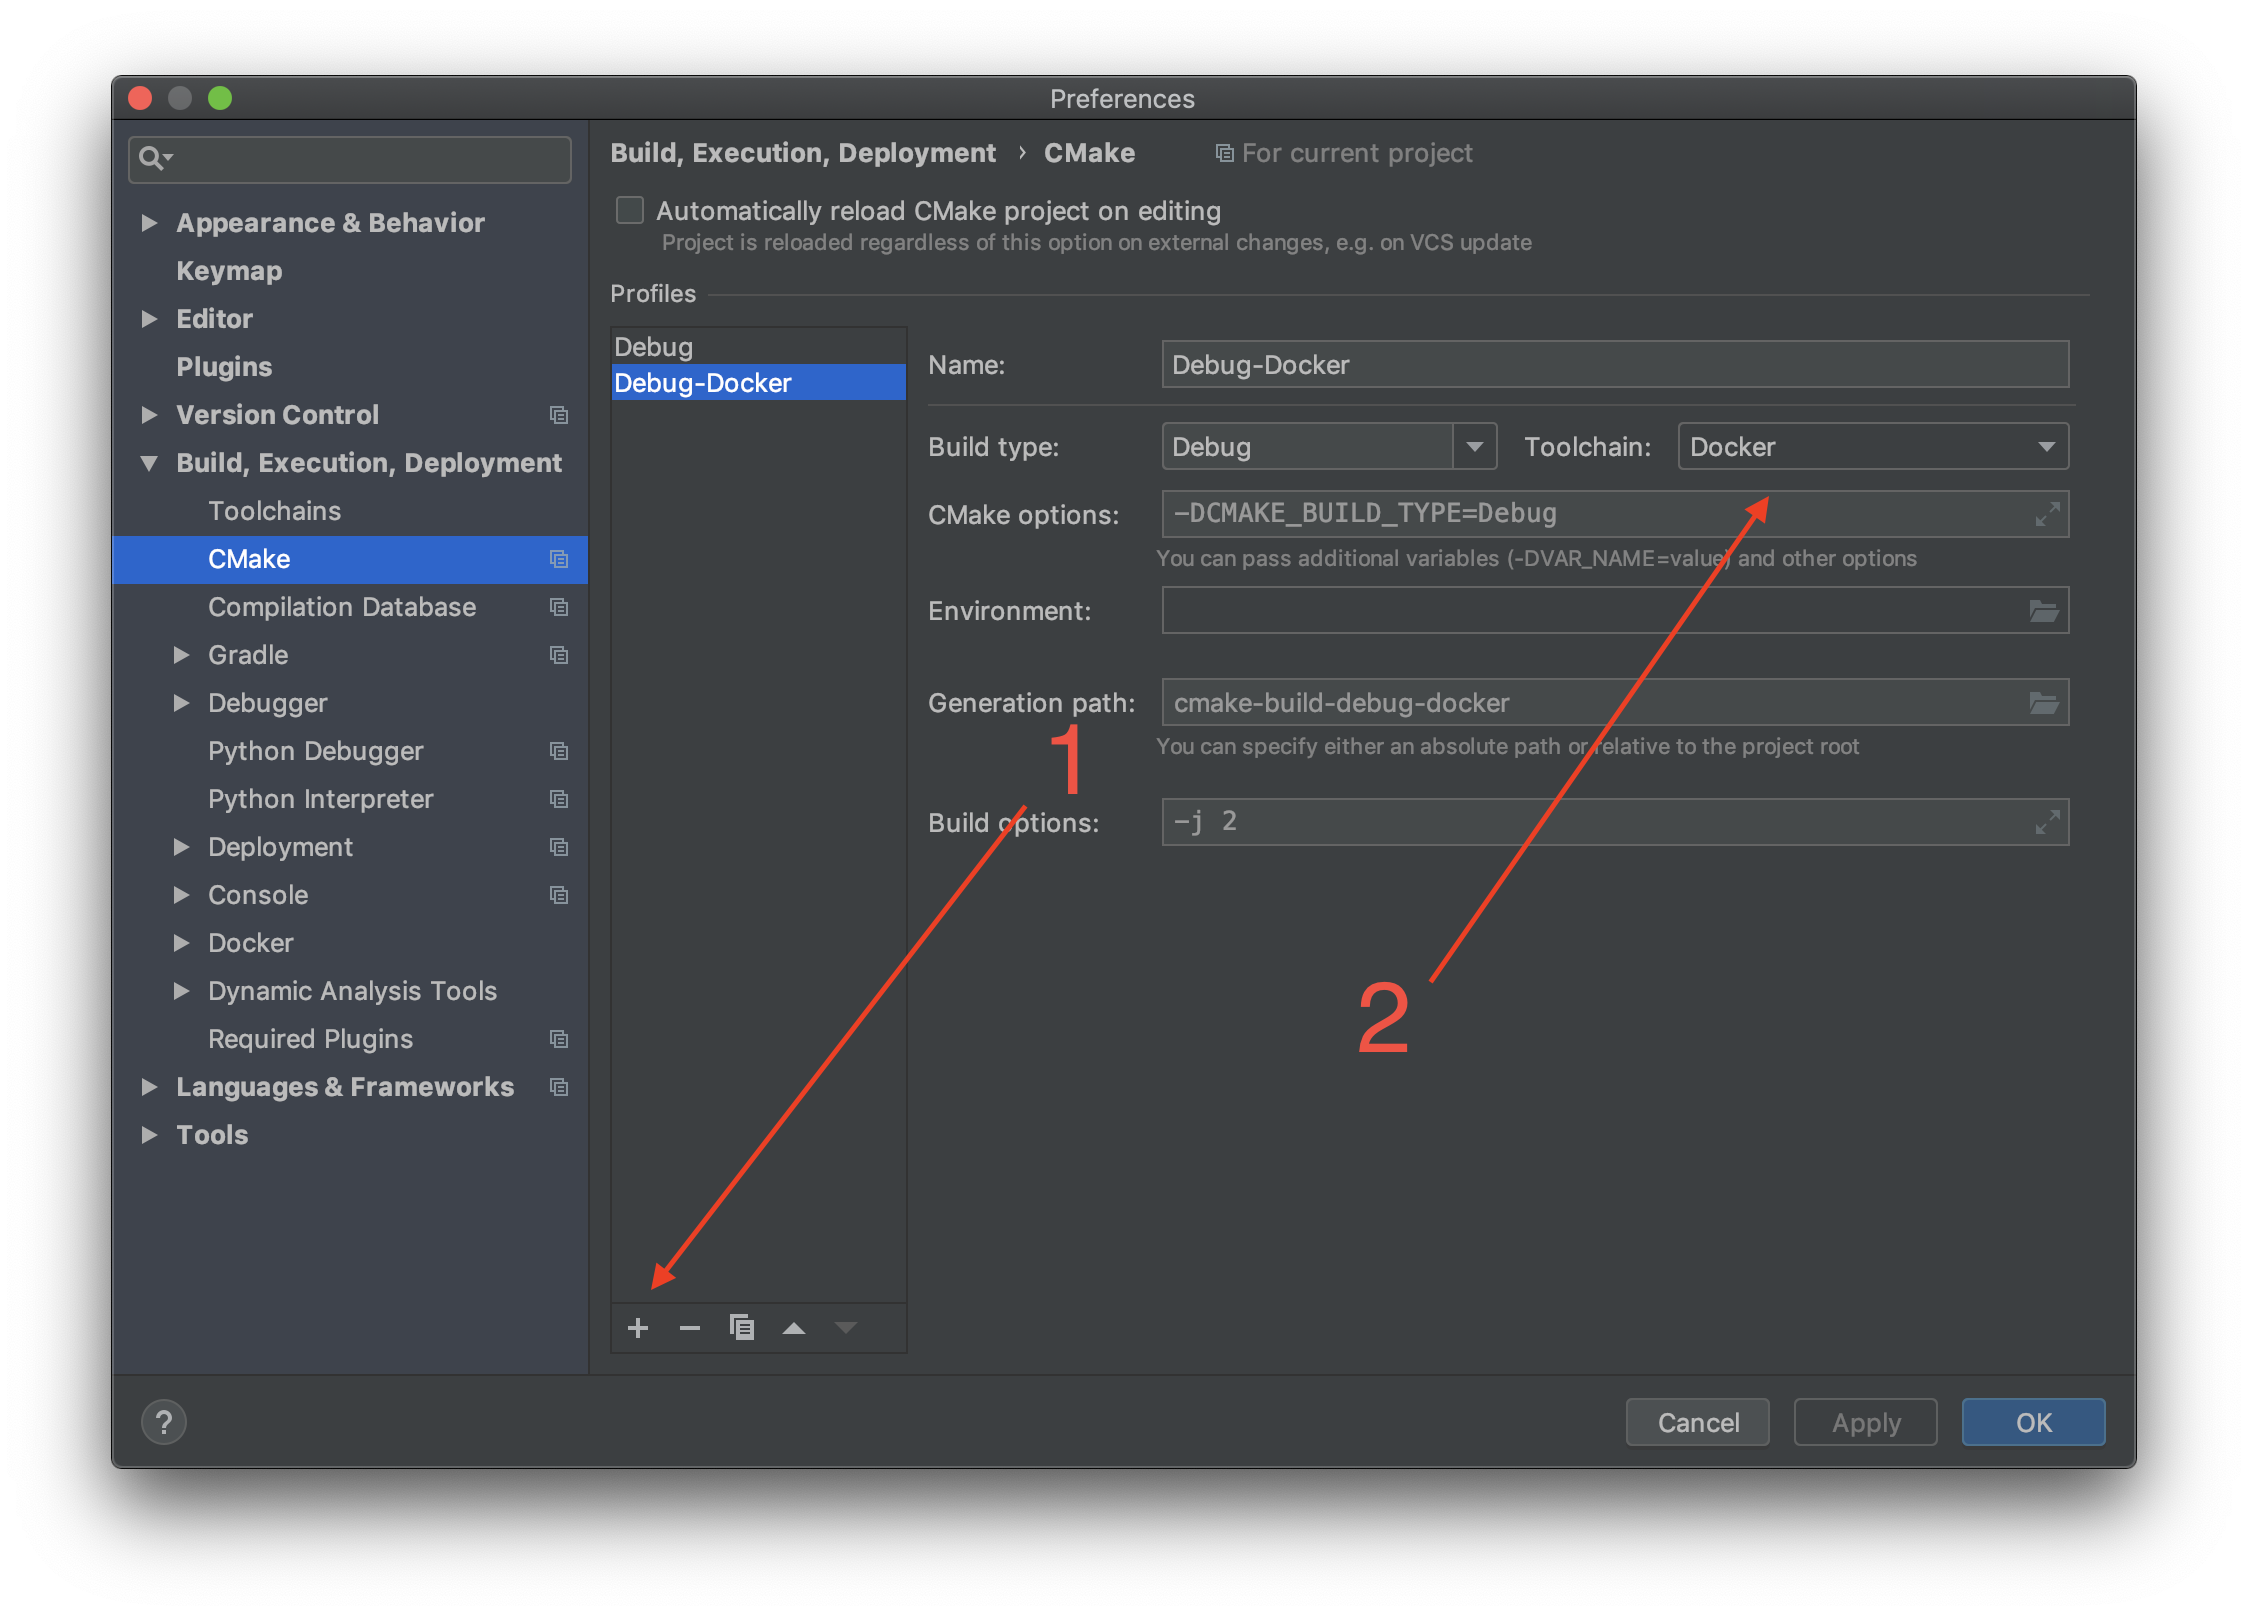 Preferences
Build, Execution, Deployment › CMake For current project
Automatically reload CMake project on editing
Project is reloaded regardless of this option on external changes, e.g. on VCS update
Appearance & Behavior
Keymap
Editor
Plugins
Version Control
Build, Execution, Deployment
Toolchains
CMake
Compilation Database
Gradle
Debugger
Python Debugger
Python Interpreter
Deployment
Console
Docker
Dynamic Analysis Tools
Required Plugins
Languages & Frameworks
Tools
Profiles
Debug
Debug-Docker
Name: Debug-Docker
Build type: Debug Toolchain: Docker
CMake options: -DCMAKE_BUILD_TYPE=Debug
You can pass additional variables (-DVAR_NAME=value) and other options
Environment:
Generation path: cmake-build-debug-docker
You can specify either an absolute path or relative to the project root
1
Build options: -j 2
2
? Cancel Apply OK